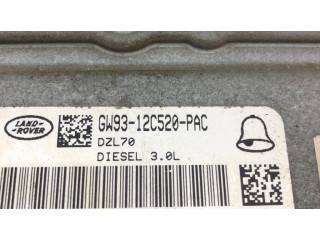 LAND-
ROVER
GW93-12C520-PAC
DZL70
DIESEL 3.0L